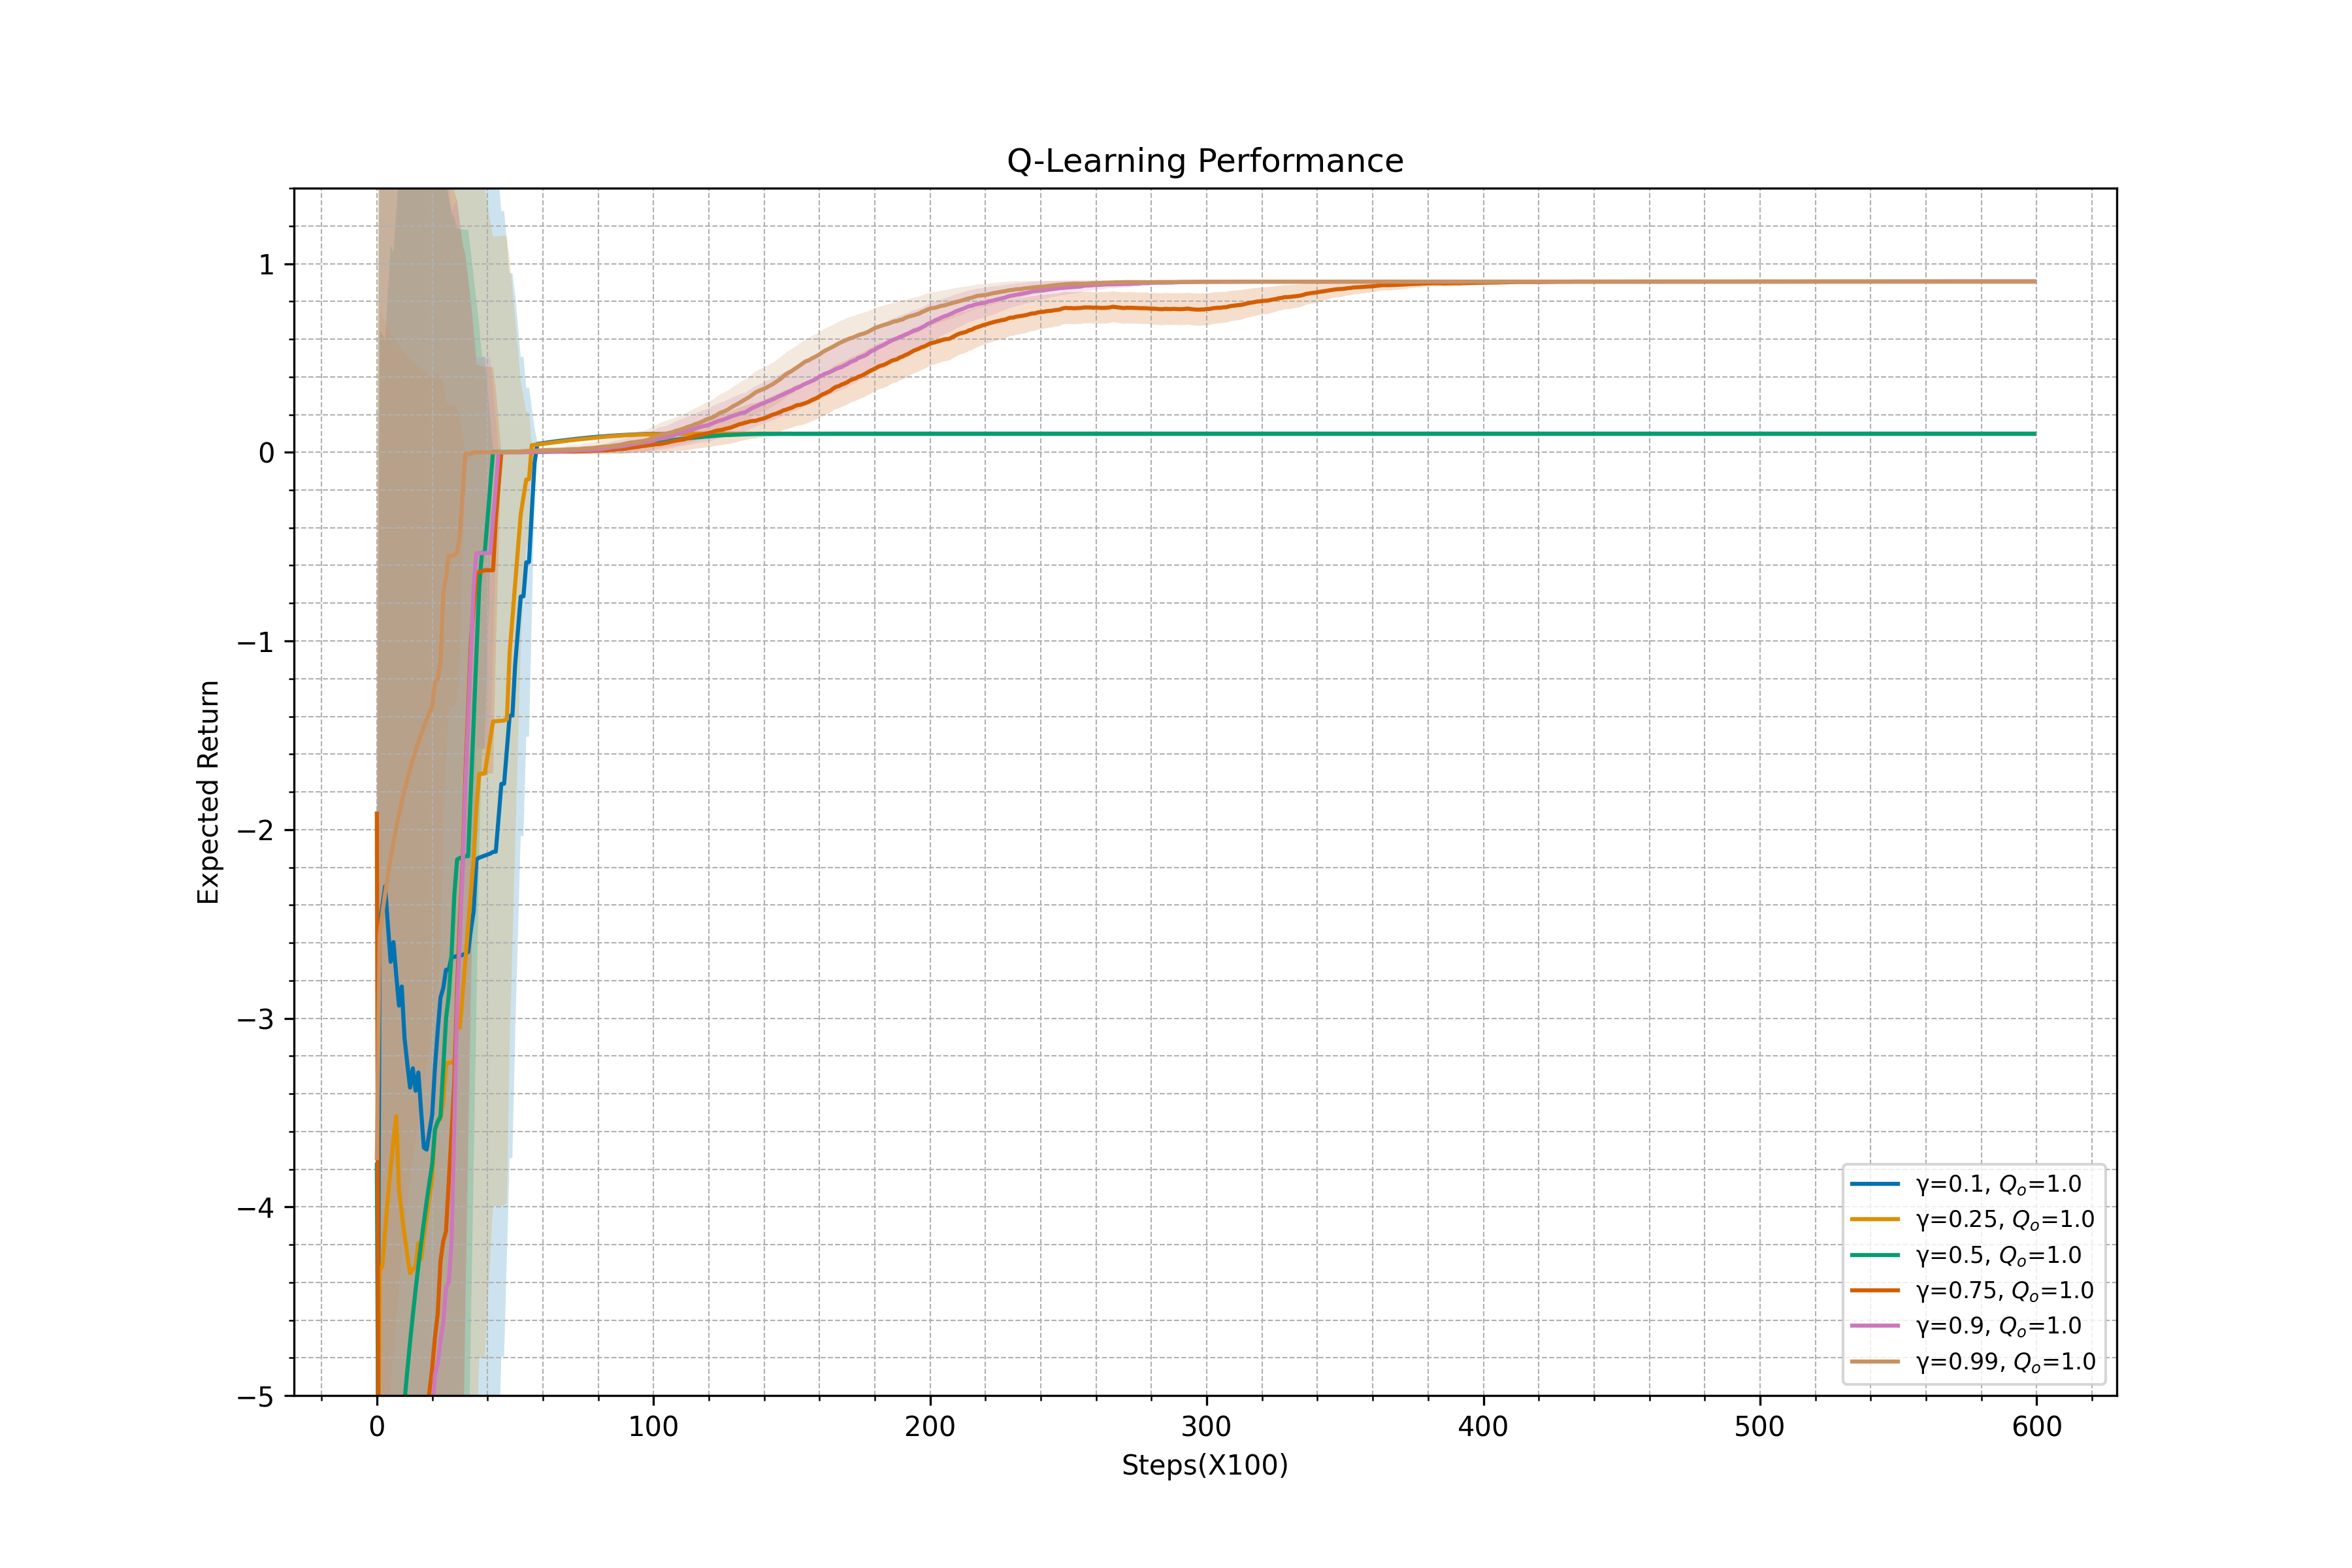 Q-Learning Performance
Expected Return
1
0
−1
−2
−3
−4
−5
0 100 200 300 400 500 600
Steps(X100)
γ=0.1, Qₒ=1.0
γ=0.25, Qₒ=1.0
γ=0.5, Qₒ=1.0
γ=0.75, Qₒ=1.0
γ=0.9, Qₒ=1.0
γ=0.99, Qₒ=1.0